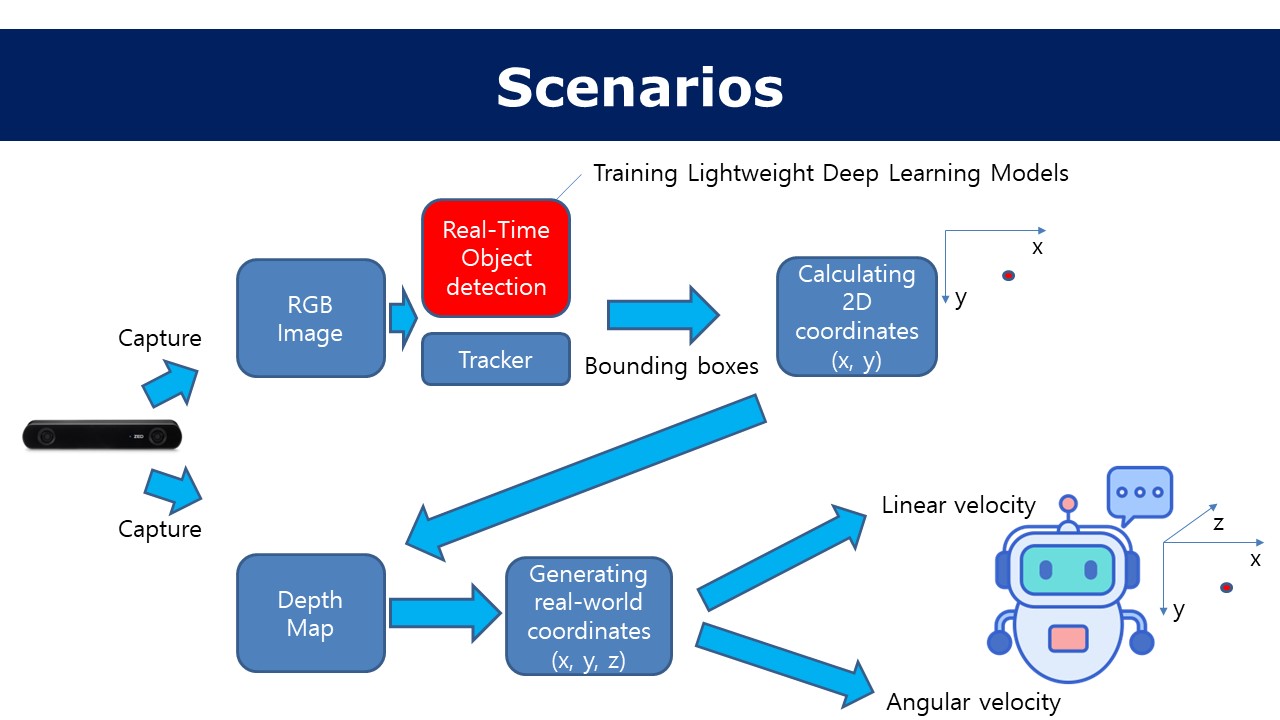 Scenarios
Training Lightweight Deep Learning Models
Real-Time
Object
detection
RGB
Image
Tracker
Capture
Bounding boxes
Calculating
2D
coordinates
(x, y)
x
y
ZED
Capture
Depth
Map
Generating
real-world
coordinates
(x, y, z)
Linear velocity
Angular velocity
z
x
y